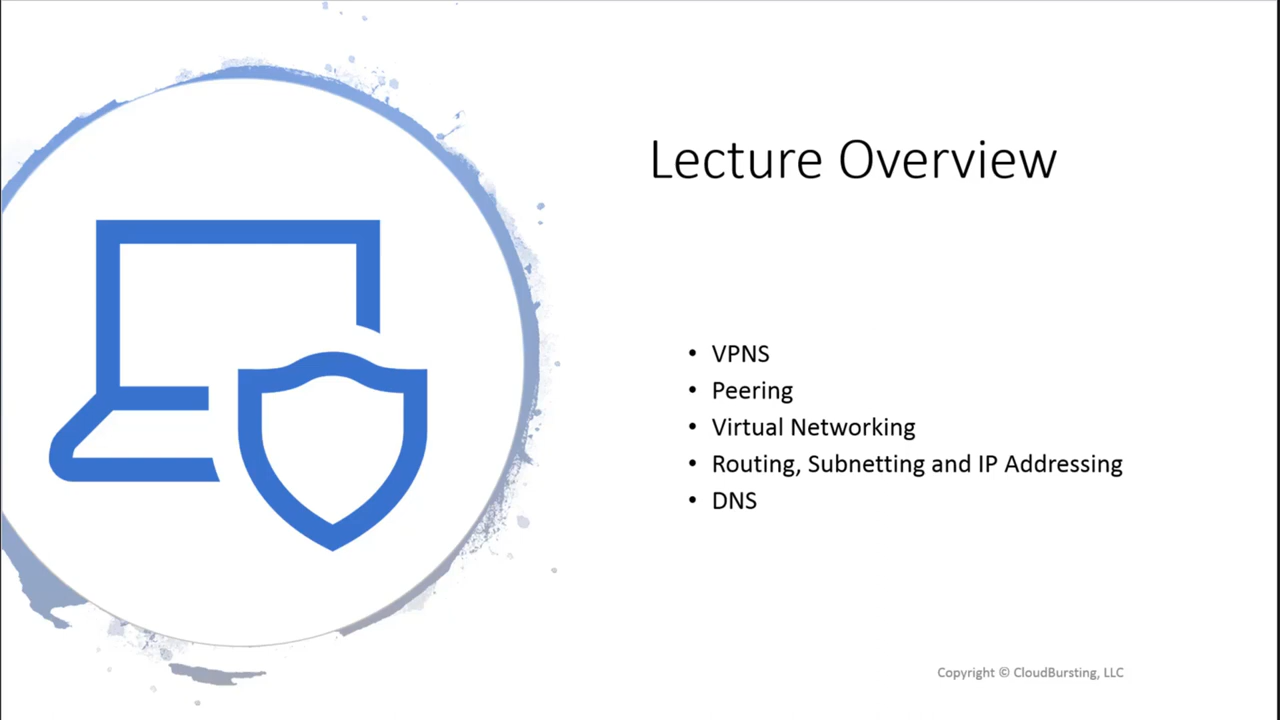 Lecture Overview
• VPNS
• Peering
• Virtual Networking
• Routing, Subnetting and IP Addressing
• DNS
Copyright © CloudBursting, LLC